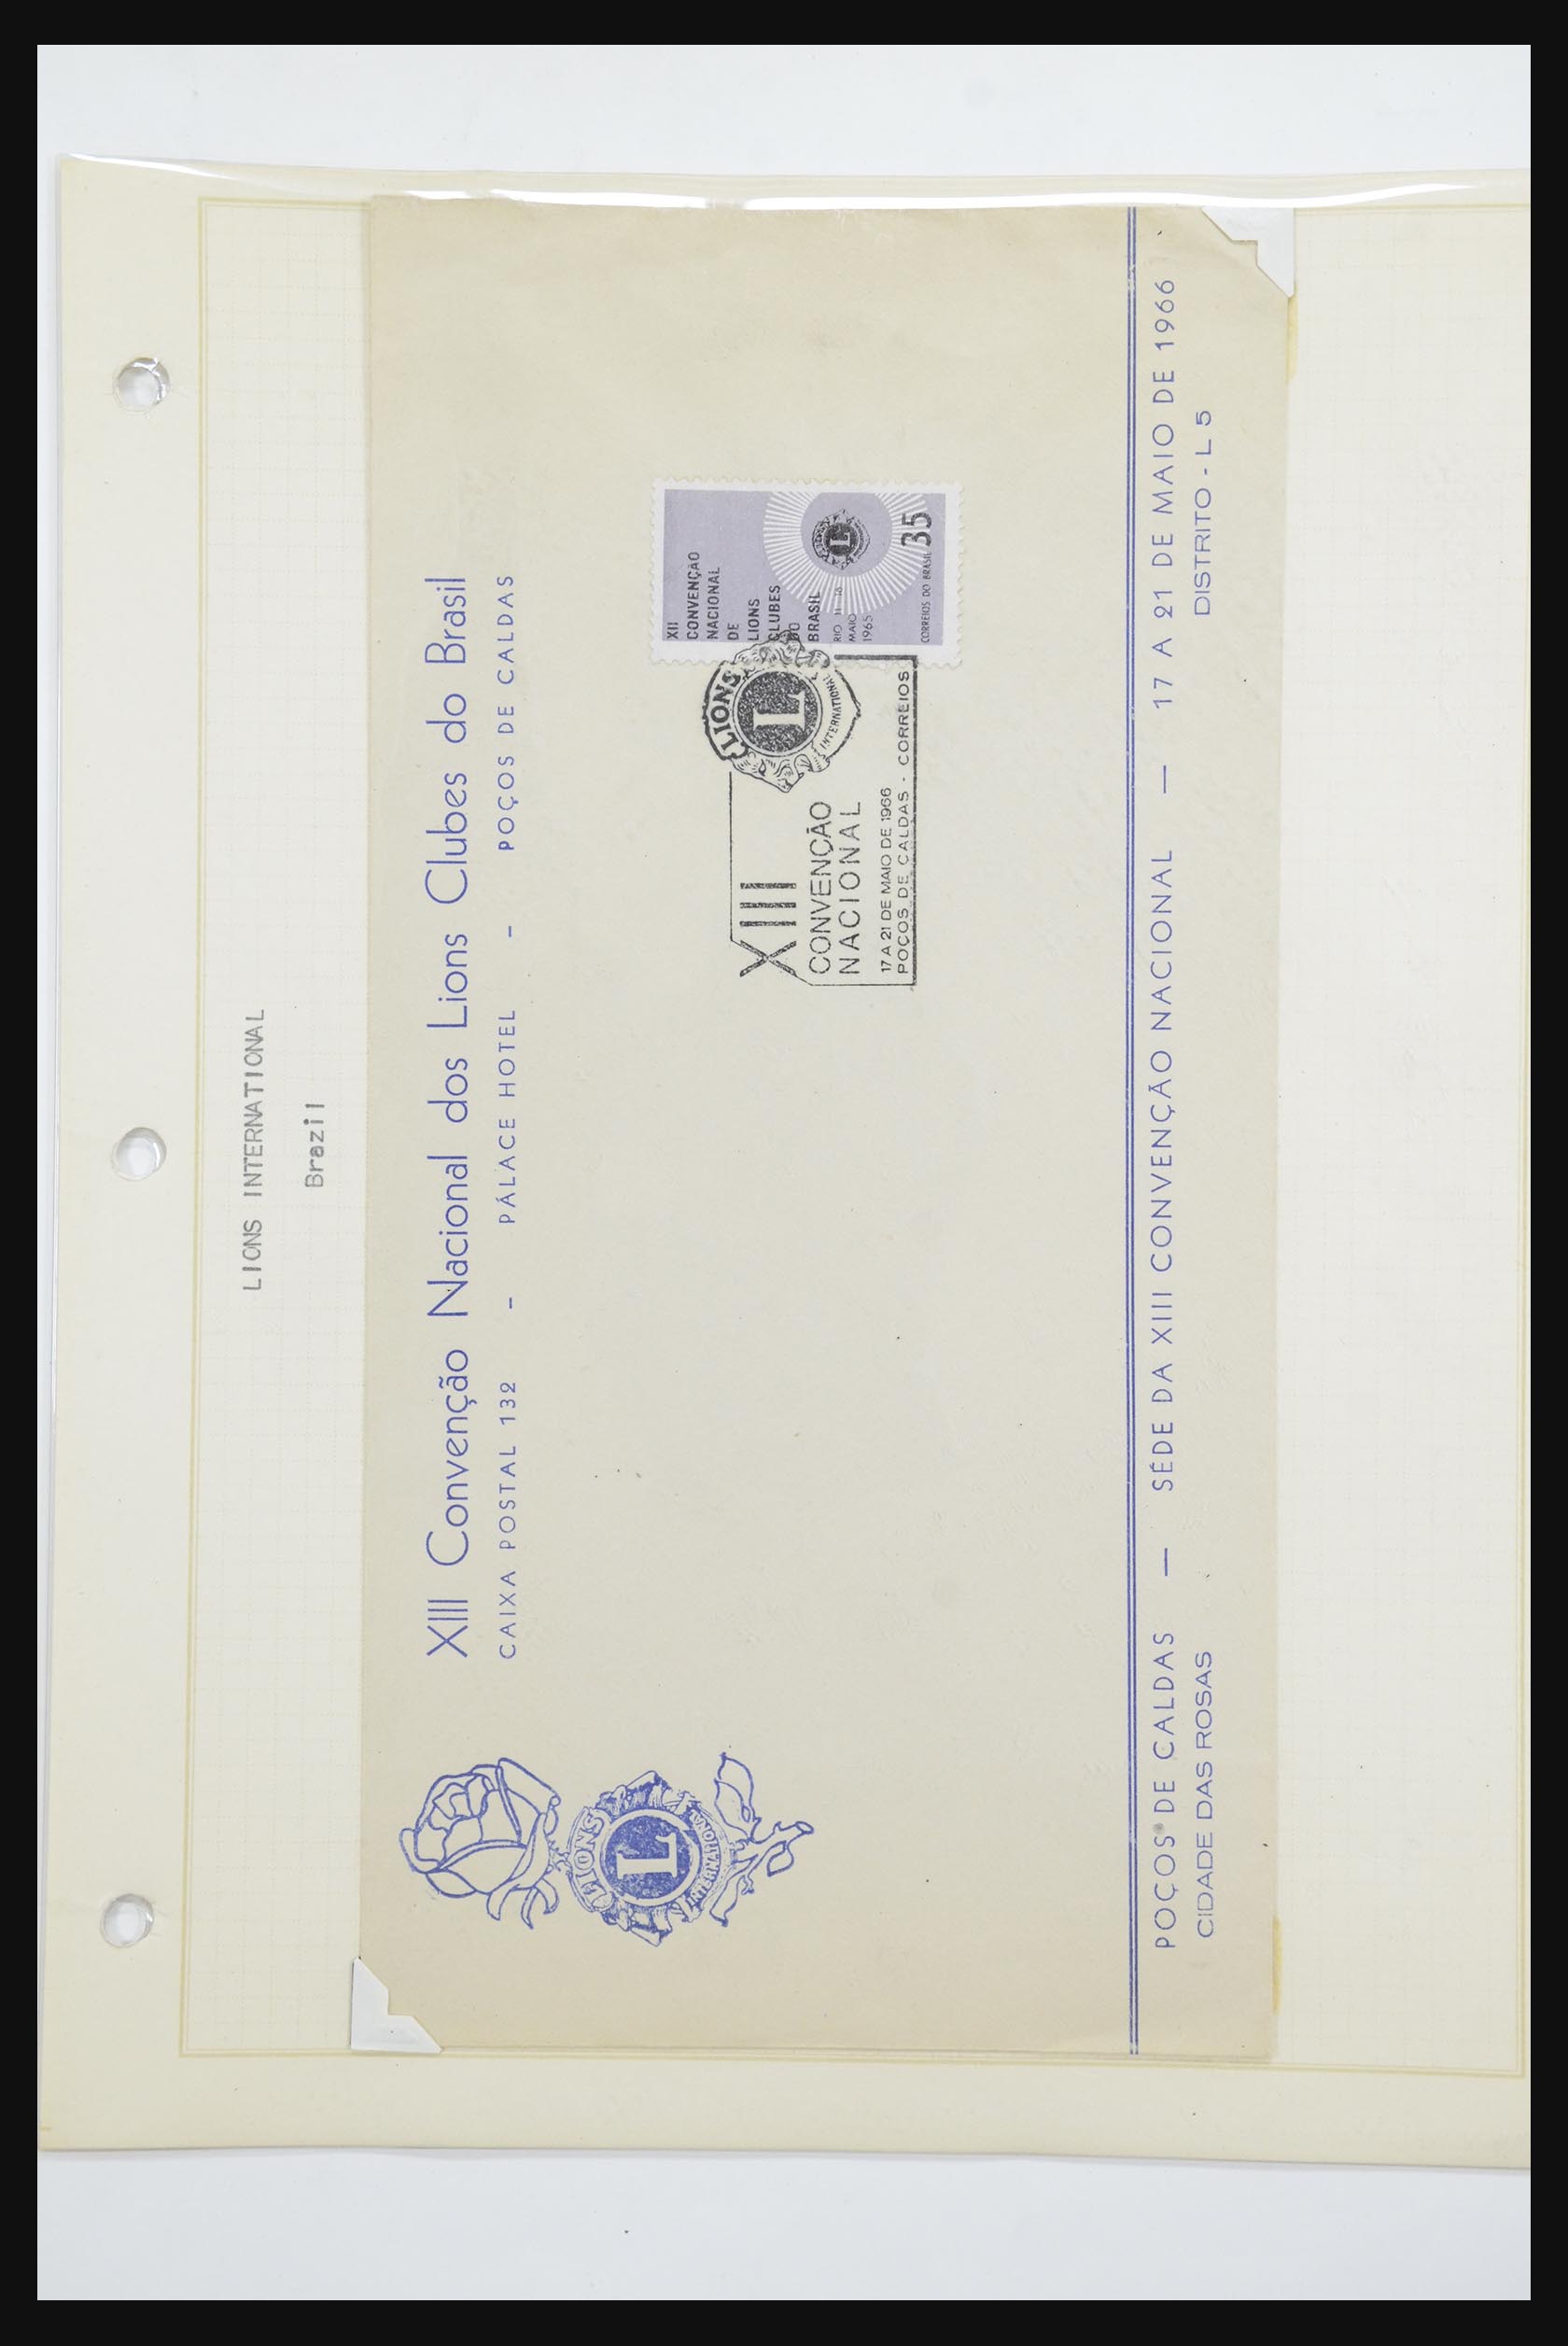 LIONS INTERNATIONAL
Brazil
XIII Convenção Nacional dos Lions Clubes do Brasil
CAIXA POSTAL 132 - PÁLACE HOTEL - POÇOS DE CALDAS
LIONS
L
INTERNATIONAL
XII
CONVENÇÃO
NACIONAL
DE
LIONS
CLUBES
DO
BRASIL
RIO 11 16
MAIO
1965
L
CORREIOS DO BRASIL 35
LIONS
L
INTERNATIONAL
XIII
CONVENÇÃO
NACIONAL
17 A 21 DE MAIO DE 1966
POÇOS DE CALDAS - CORREIOS
POÇOS DE CALDAS — SÉDE DA XIII CONVENÇÃO NACIONAL — 17 A 21 DE MAIO DE 1966
CIDADE DAS ROSAS DISTRITO - L 5